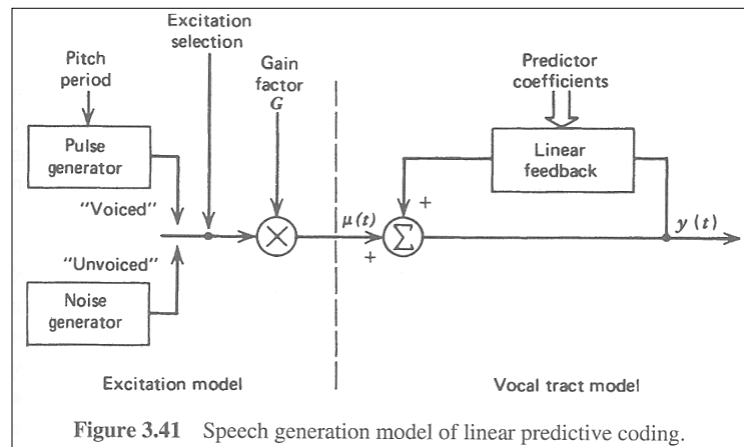 Excitation
selection
Pitch
period
Gain
factor
G
Predictor
coefficients
Pulse
generator
Linear
feedback
"Voiced"
+
μ(t)
y(t)
Σ
+
"Unvoiced"
Noise
generator
Excitation model
Vocal tract model
Figure 3.41 Speech generation model of linear predictive coding.